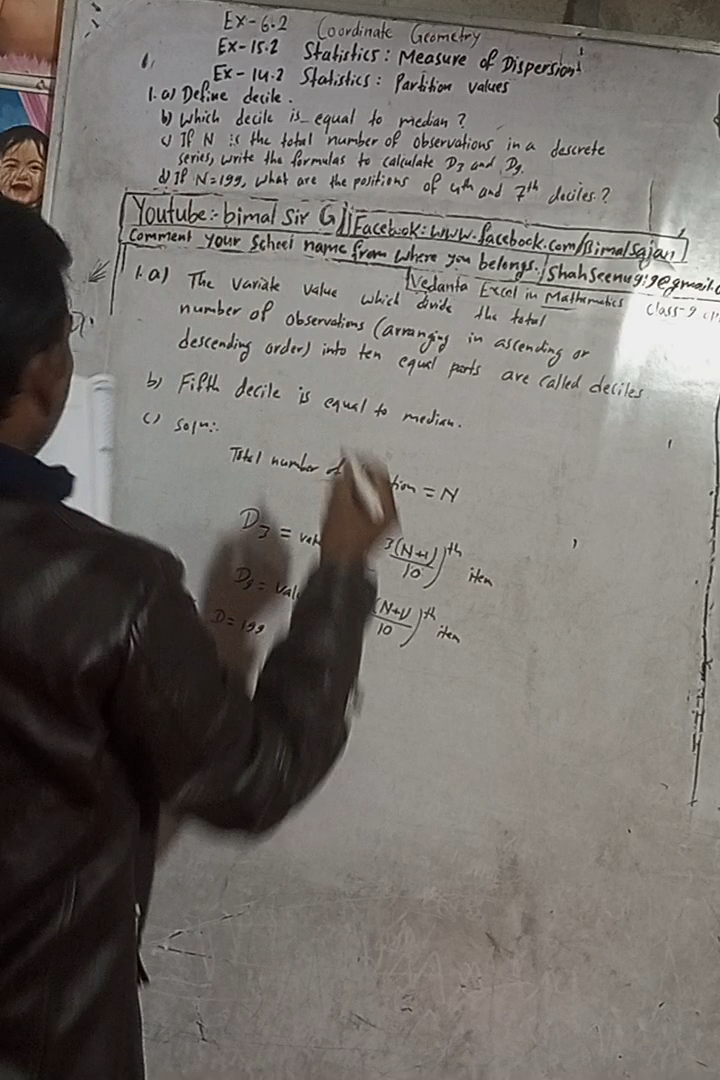 Ex-6.2 Coordinate Geometry
Ex-15.2 Statistics: Measure of Dispersion
Ex-14.2 Statistics: Partition values
1. a) Define decile.
b) Which decile is equal to median?
c) If N is the total number of observations in a descrete
series, write the formulas to calculate D3 and D9.
d) If N=199, what are the positions of 4th and 7th deciles?
Youtube:- bimal Sir G Facebook: www.facebook.com/Bimalsajan
Comment your School name from where you belongs.
Vedanta Excel in Mathematics class-9
1. a) The variate value which divide the total
number of observations (arranging in ascending or
descending order) into ten equal parts are called deciles
b) Fifth decile is equal to median.
c) Soln:
Total number = N
D3 = 3(N+1)/10)th item
D9 = (N+1)/10)th item
D=199